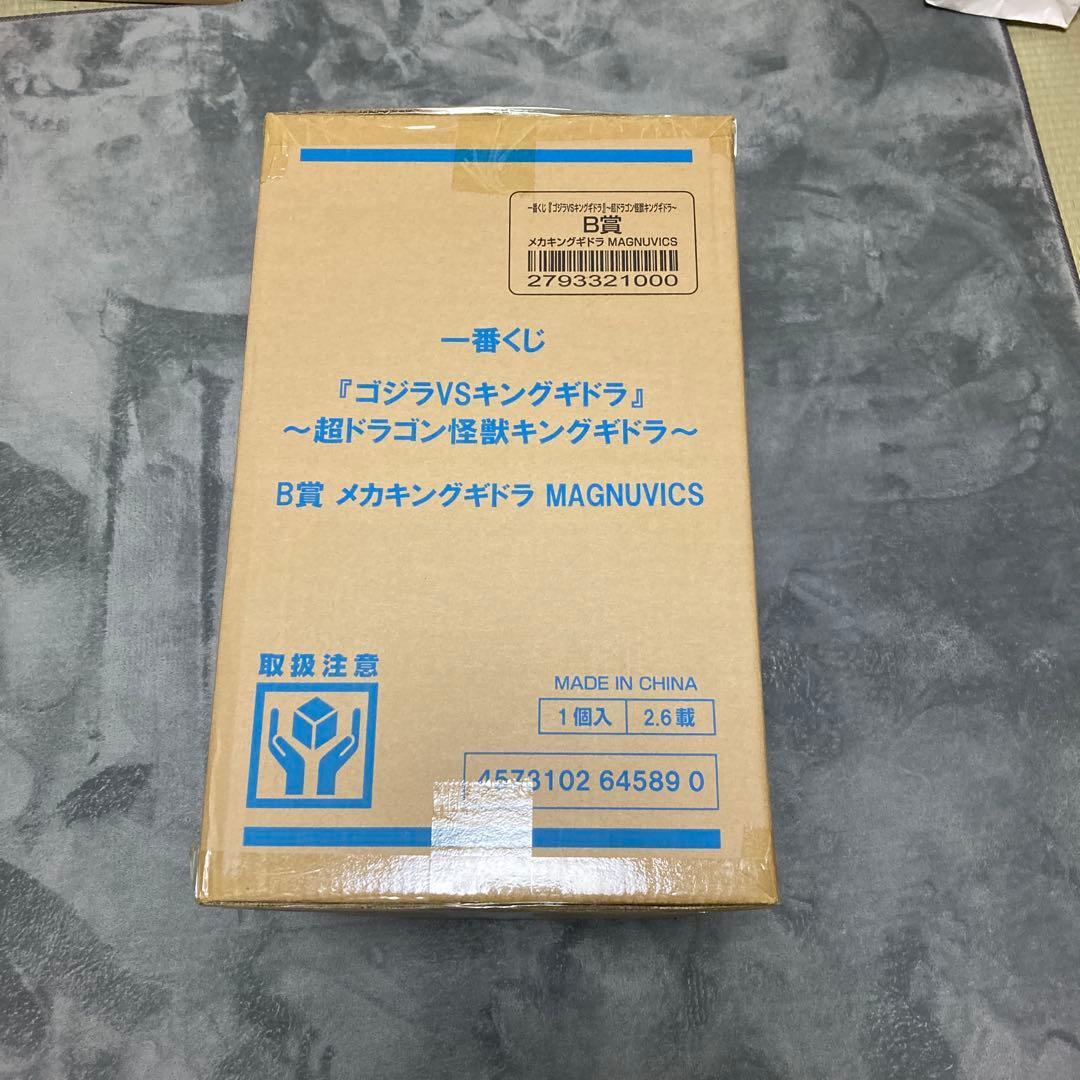 一番くじ『ゴジラVSキングギドラ』～超ドラゴン怪獣キングギドラ～
B賞
メカキングギドラ MAGNUVICS
2793321000
一番くじ
『ゴジラVSキングギドラ』
～超ドラゴン怪獣キングギドラ～
B賞 メカキングギドラ MAGNUVICS
取扱注意
MADE IN CHINA
1個入 2.6載
4573102 64589 0